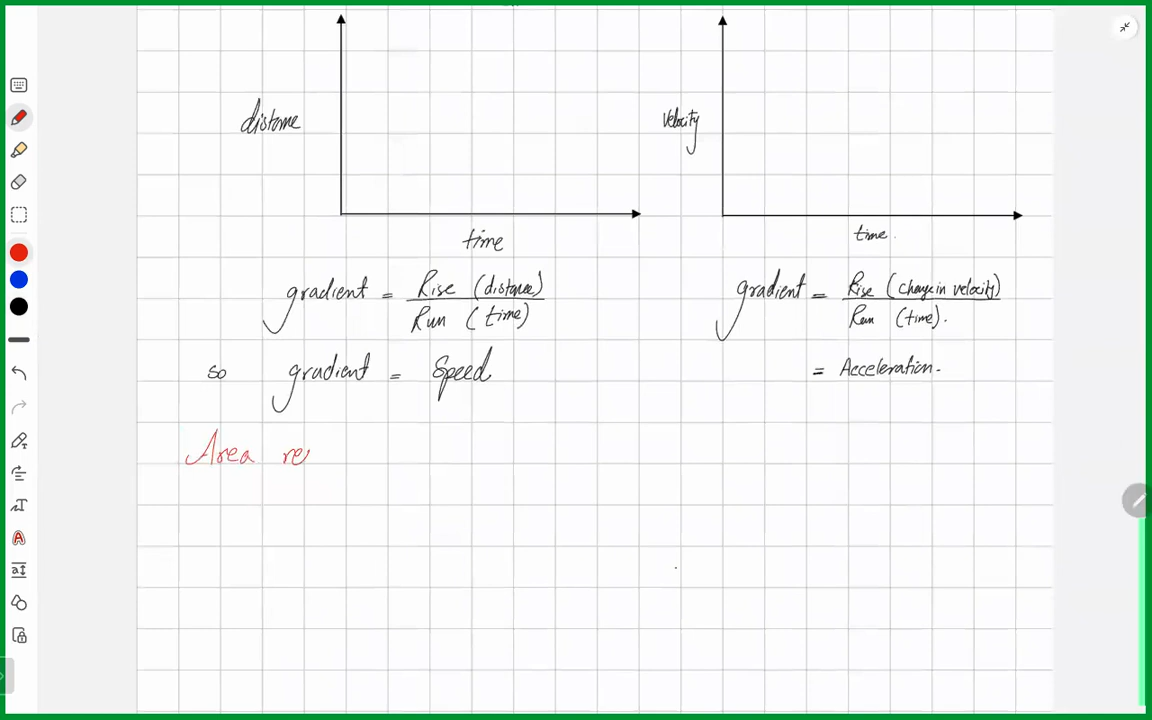 distance
time
gradient = Rise (distance) / Run (time)
so gradient = Speed
Area re
velocity
time.
gradient = Rise (change in velocity) / Run (time).
= Acceleration.